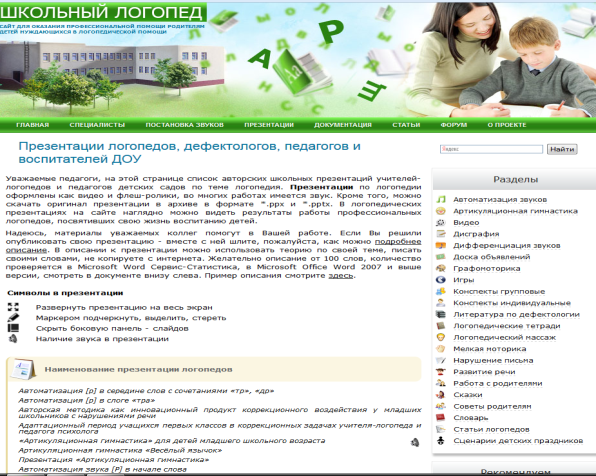 ШКОЛЬНЫЙ ЛОГОПЕД
САЙТ ДЛЯ ОКАЗАНИЯ ПРОФЕССИОНАЛЬНОЙ ПОМОЩИ РОДИТЕЛЯМ
ДЕТЕЙ НУЖДАЮЩИХСЯ В ЛОГОПЕДИЧЕСКОЙ ПОМОЩИ
А
Р
Щ
ГЛАВНАЯ СПЕЦИАЛИСТЫ ПОСТАНОВКА ЗВУКОВ ПРЕЗЕНТАЦИИ ДОКУМЕНТАЦИЯ СТАТЬИ ФОРУМ О ПРОЕКТЕ
Презентации логопедов, дефектологов, педагогов и
воспитателей ДОУ
Уважаемые педагоги, на этой странице список авторских школьных презентаций учителей-
логопедов и педагогов детских садов по теме логопедия. Презентации по логопедии
оформлены как видео и флеш-ролики, во многих работах имеется звук. Кроме того, можно
скачать оригинал презентации в архиве в формате *.ppt и *.pptx. В логопедических
презентациях на сайте наглядно можно видеть результаты работы профессиональных
логопедов, посвятивших свою жизнь воспитанию детей.
Надеюсь, материалы уважаемых коллег помогут в Вашей работе. Если Вы решили
опубликовать свою презентацию - вместе с ней шлите, пожалуйста, как можно подробнее
описание. В описании к презентации можно использовать теорию по своей теме, писать
своими словами, не копируете с интернета. Желательно описание от 100 слов, количество
проверяется в Microsoft Word Сервис-Статистика, в Microsoft Office Word 2007 и выше
версии, смотреть в документе внизу слева. Пример описания смотрите здесь.
Символы в презентации
Развернуть презентацию на весь экран
Маркером подчеркнуть, выделить, стереть
Скрыть боковую панель - слайдов
Наличие звука в презентации
Наименование презентации логопедов
Автоматизация [р] в середине слов с сочетаниями «тр», «др»
Автоматизация [р] в слоге «тра»
Авторская методика как инновационный продукт коррекционного воздействия у младших
школьников с нарушениями речи
Адаптационный период учащихся первых классов в коррекционных задачах учителя-логопеда и
педагога психолога
«Артикуляционная гимнастика» для детей младшего школьного возраста
Артикуляционная гимнастика «Весёлый язычок»
Презентация «Артикуляционная гимнастика»
Автоматизация звука [Р] в начале слова
Яндекс
Найти
Разделы
Автоматизация звуков
Артикуляционная гимнастика
Видео
Дисграфия
Дифференциация звуков
Доска объявлений
Графомоторика
Игры
Конспекты групповые
Конспекты индивидуальные
Литература по дефектологии
Логопедические тетради
Логопедический массаж
Мелкая моторика
Нарушение письма
Развитие речи
Работа с родителями
Сказки
Советы родителям
Словарь
Статьи логопедов
Сценарии детских праздников
Рекомендуем